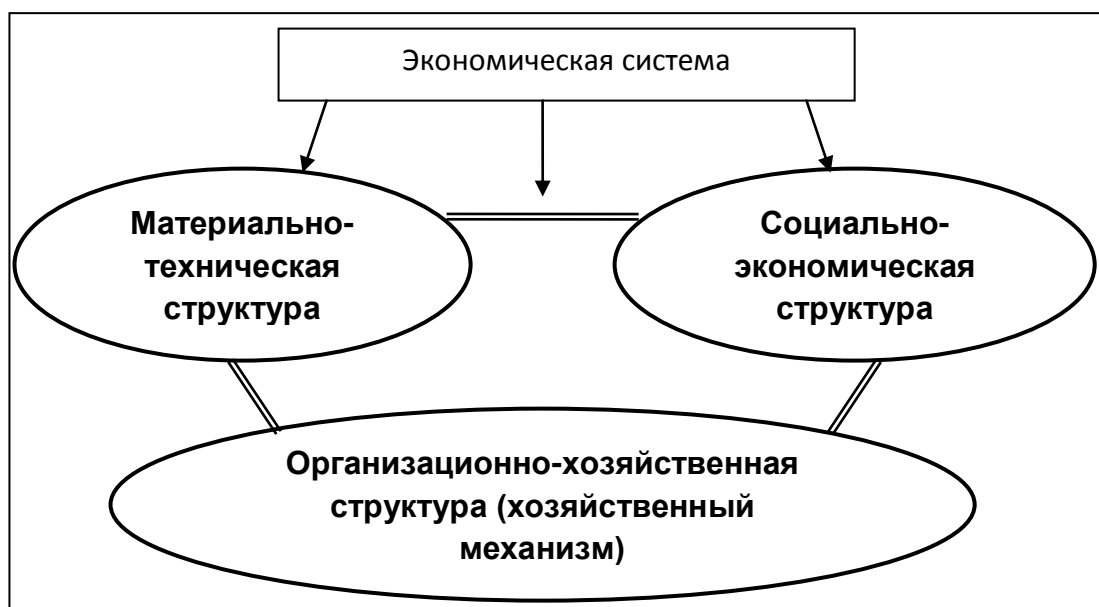 Экономическая система
Материально-
техническая
структура
Социально-
экономическая
структура
Организационно-хозяйственная
структура (хозяйственный
механизм)